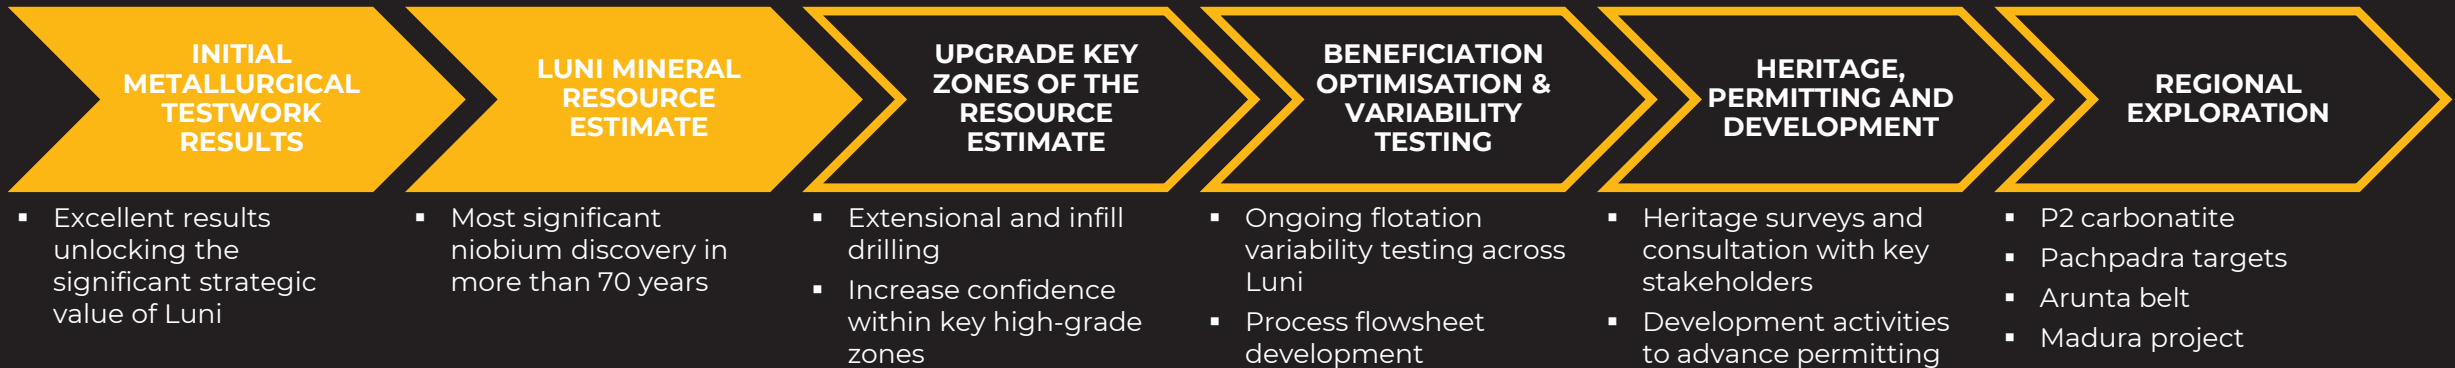 INITIAL
METALLURGICAL
TESTWORK
RESULTS
▪ Excellent results
unlocking the
significant strategic
value of Luni
LUNI MINERAL
RESOURCE
ESTIMATE
▪ Most significant
niobium discovery in
more than 70 years
UPGRADE KEY
ZONES OF THE
RESOURCE
ESTIMATE
▪ Extensional and infill
drilling
▪ Increase confidence
within key high-grade
zones
BENEFICIATION
OPTIMISATION &
VARIABILITY
TESTING
▪ Ongoing flotation
variability testing across
Luni
▪ Process flowsheet
development
HERITAGE,
PERMITTING AND
DEVELOPMENT
▪ Heritage surveys and
consultation with key
stakeholders
▪ Development activities
to advance permitting
REGIONAL
EXPLORATION
▪ P2 carbonatite
▪ Pachpadra targets
▪ Arunta belt
▪ Madura project